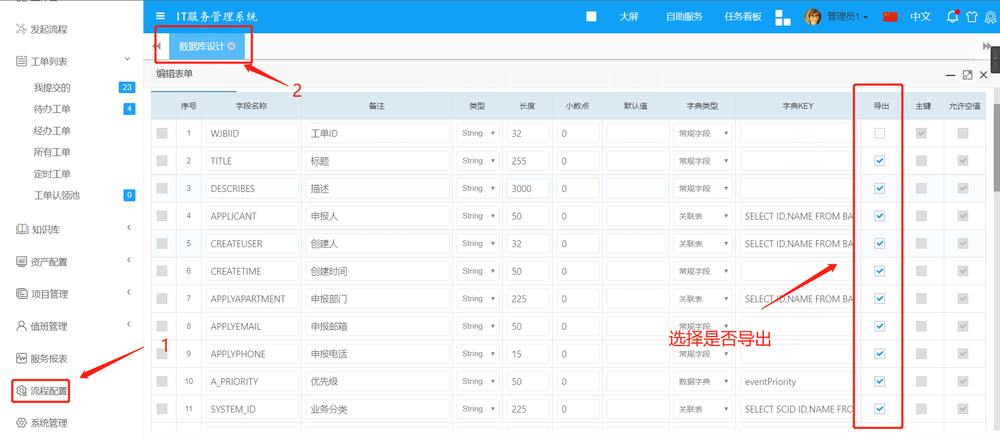 IT服务管理系统
大屏
自助服务
任务看板
管理员1
中文
发起流程
工单列表
我提交的 23
待办工单 4
经办工单
所有工单
定时工单
工单认领池 0
知识库
资产配置
项目管理
值班管理
服务报表
流程配置
系统管理
1
数据库设计
2
编辑表单
序号 字段名称 备注 类型 长度 小数点 默认值 字典类型 字典KEY 导出 主键 允许空值
1 WJBIID 工单ID String 32 0 常规字段
2 TITLE 标题 String 255 0 常规字段
3 DESCRIBES 描述 String 3000 0 常规字段
4 APPLICANT 申报人 String 50 0 关联表 SELECT ID,NAME FROM BA
5 CREATEUSER 创建人 String 32 0 关联表 SELECT ID,NAME FROM BA
6 CREATETIME 创建时间 String 50 0 常规字段
7 APPLYAPARTMENT 申报部门 String 225 0 关联表 SELECT ID,NAME FROM BA
8 APPLYEMAIL 申报邮箱 String 50 0 常规字段
选择是否导出
9 APPLYPHONE 申报电话 String 15 0 常规字段
10 A_PRIORITY 优先级 String 50 0 数据字典 eventPriority
11 SYSTEM_ID 业务分类 String 225 0 关联表 SELECT SCID ID,NAME FRO